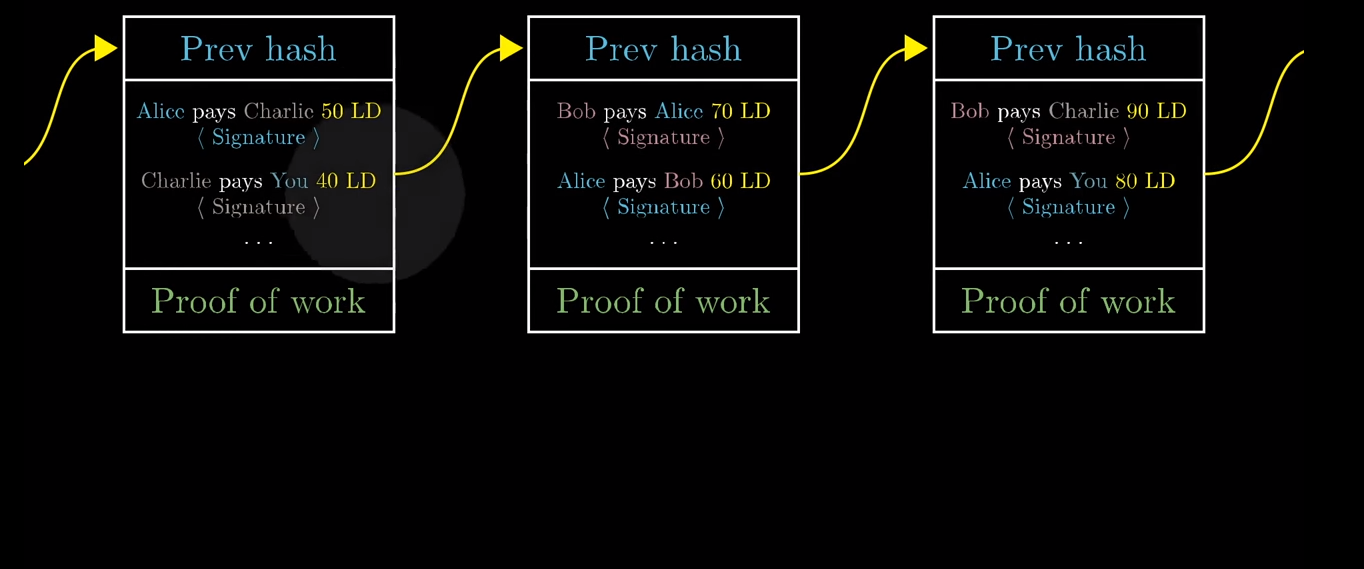 Prev hash
Alice pays Charlie 50 LD
⟨ Signature ⟩
Charlie pays You 40 LD
⟨ Signature ⟩
...
Proof of work
Prev hash
Bob pays Alice 70 LD
⟨ Signature ⟩
Alice pays Bob 60 LD
⟨ Signature ⟩
...
Proof of work
Prev hash
Bob pays Charlie 90 LD
⟨ Signature ⟩
Alice pays You 80 LD
⟨ Signature ⟩
...
Proof of work